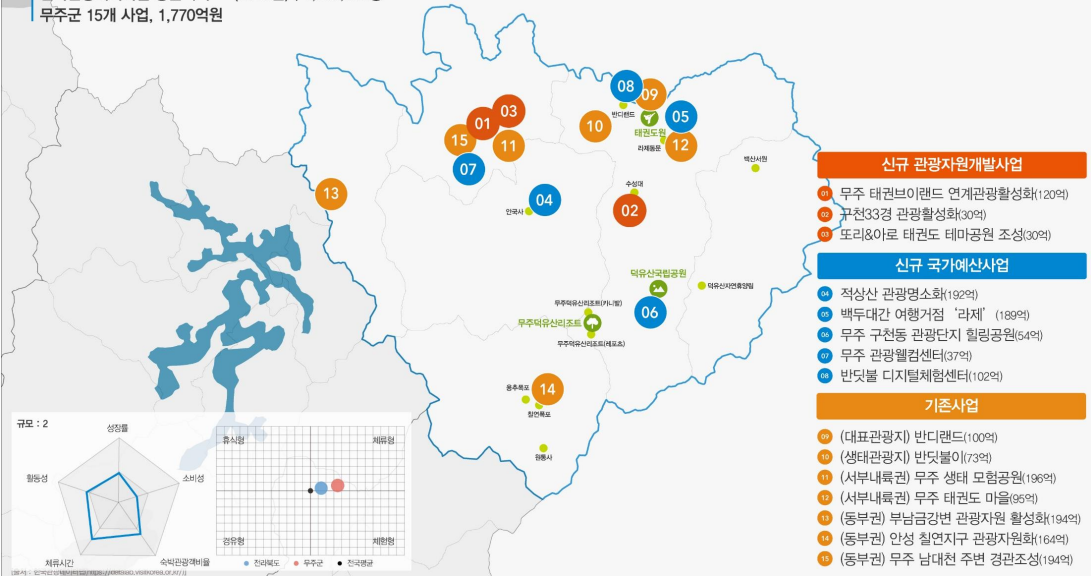 무주군 15개 사업, 1,770억원
08
09
03
01
10
05
반디랜드
태권도원
15
11
라제통문
12
07
백산서원
13
수성대
04
안국사
02
덕유산국립공원
덕유산자연휴양림
무주덕유산리조트(카니발)
06
무주덕유산리조트
무주덕유산리조트(레포츠)
용추폭포
14
칠연폭포
원통사
신규 관광자원개발사업
01 무주 태권브이랜드 연계관광활성화(120억)
02 구천33경 관광활성화(30억)
03 또리&아로 태권도 테마공원 조성(30억)
신규 국가예산사업
04 적상산 관광명소화(192억)
05 백두대간 여행거점 ‘라제’ (189억)
06 무주 구천동 관광단지 힐링공원(54억)
07 무주 관광웰컴센터(37억)
08 반딧불 디지털체험센터(102억)
기존사업
09 (대표관광지) 반디랜드(100억)
10 (생태관광지) 반딧불이(73억)
11 (서부내륙권) 무주 생태 모험공원(196억)
12 (서부내륙권) 무주 태권도 마을(95억)
13 (동부권) 부남금강변 관광자원 활성화(194억)
14 (동부권) 안성 칠연지구 관광자원화(164억)
15 (동부권) 무주 남대천 주변 경관조성(194억)
규모 : 2
성장률
활동성
소비성
체류시간
숙박관광객비율
휴식형
체류형
경유형
체험형
전라북도
무주군
전국평균